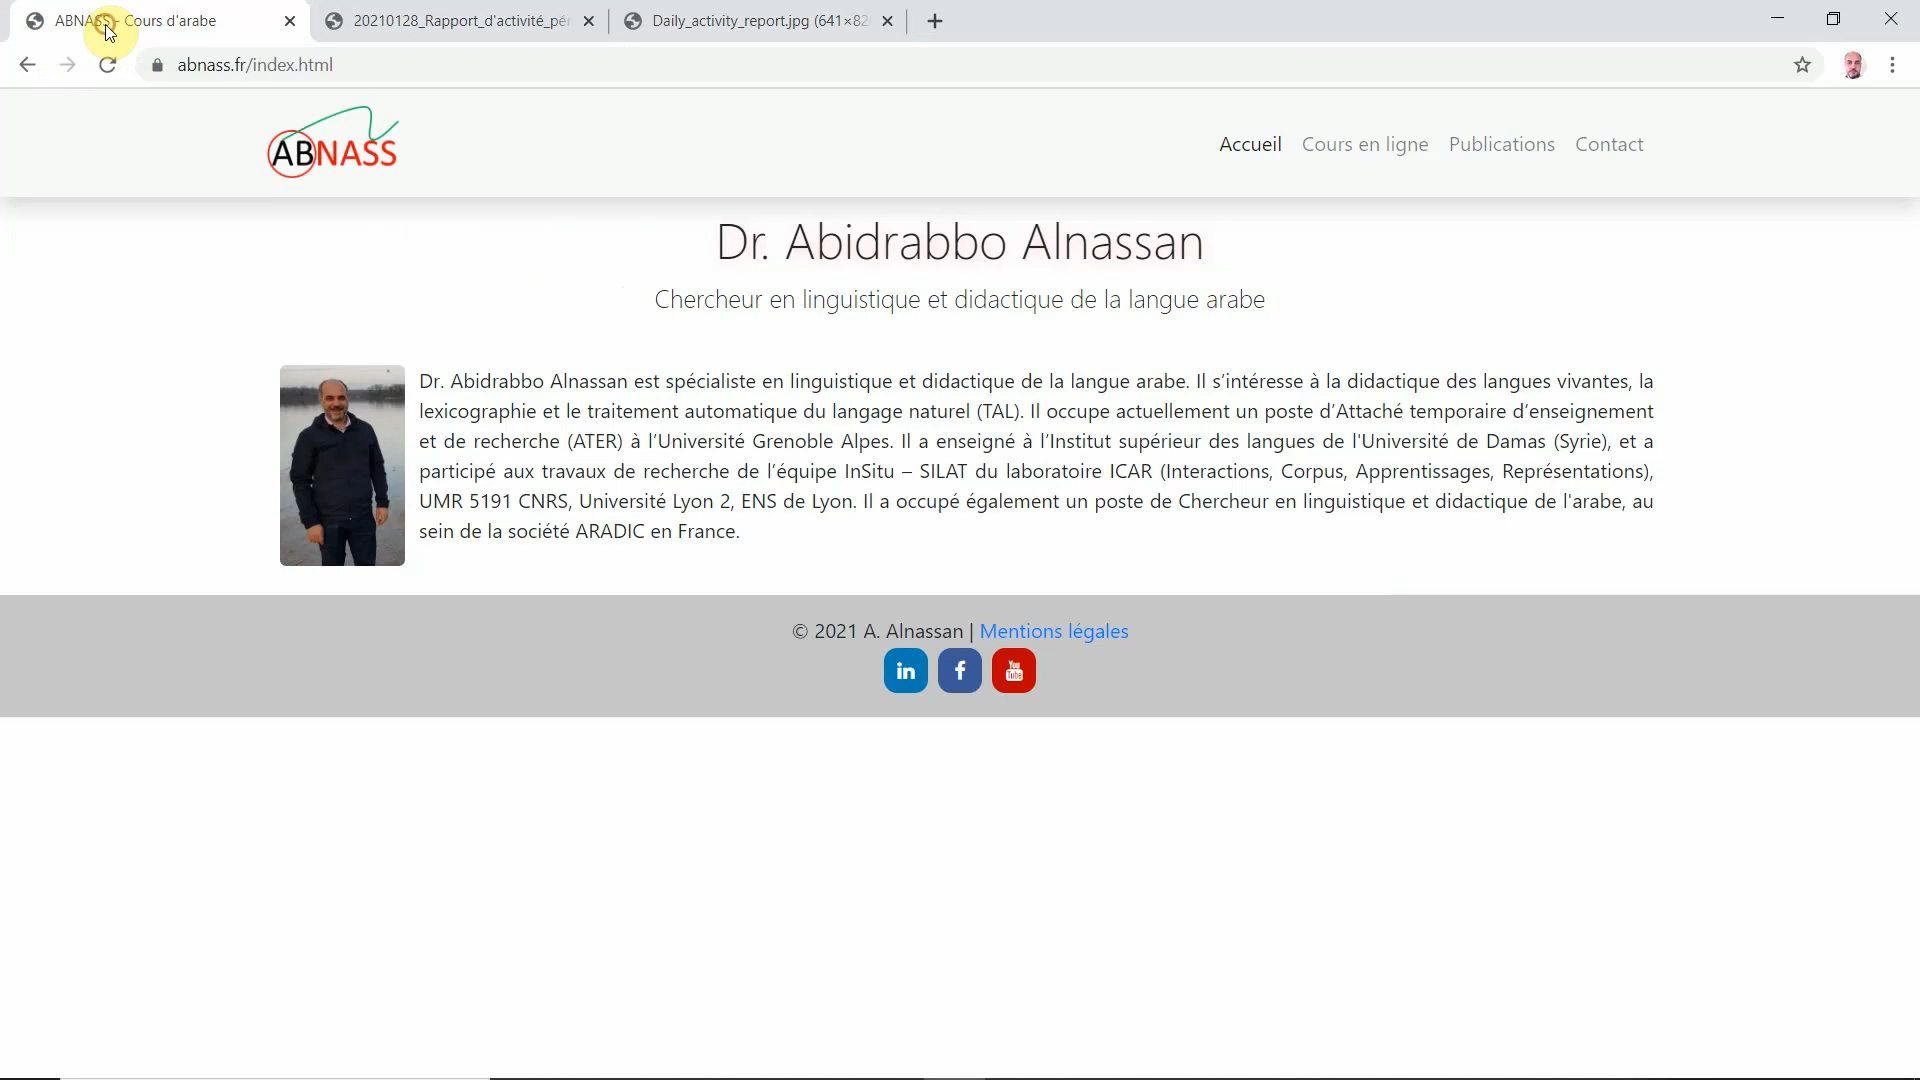 ABNASS - Cours d'arabe
20210128_Rapport_d'activité_pér
Daily_activity_report.jpg (641×82
abnass.fr/index.html
ABNASS
Accueil Cours en ligne Publications Contact
Dr. Abidrabbo Alnassan
Chercheur en linguistique et didactique de la langue arabe
Dr. Abidrabbo Alnassan est spécialiste en linguistique et didactique de la langue arabe. Il s’intéresse à la didactique des langues vivantes, la
lexicographie et le traitement automatique du langage naturel (TAL). Il occupe actuellement un poste d’Attaché temporaire d’enseignement
et de recherche (ATER) à l’Université Grenoble Alpes. Il a enseigné à l’Institut supérieur des langues de l'Université de Damas (Syrie), et a
participé aux travaux de recherche de l’équipe InSitu – SILAT du laboratoire ICAR (Interactions, Corpus, Apprentissages, Représentations),
UMR 5191 CNRS, Université Lyon 2, ENS de Lyon. Il a occupé également un poste de Chercheur en linguistique et didactique de l'arabe, au
sein de la société ARADIC en France.
© 2021 A. Alnassan | Mentions légales
in f You Tube